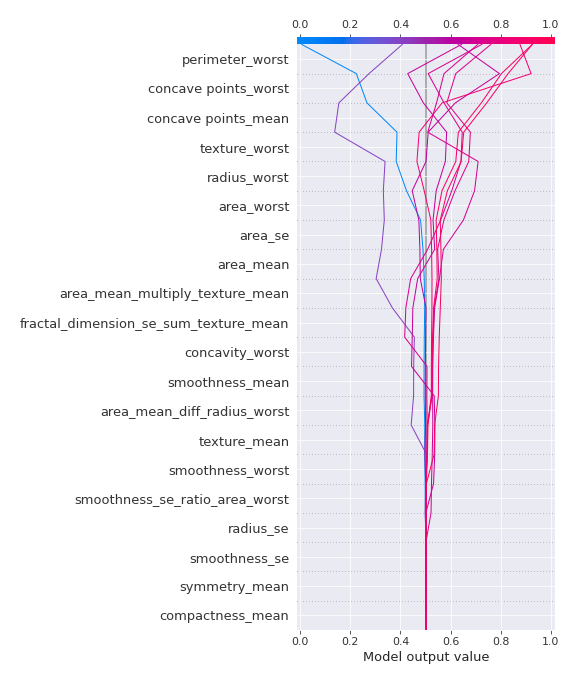 0.0 0.2 0.4 0.6 0.8 1.0
perimeter_worst
concave points_worst
concave points_mean
texture_worst
radius_worst
area_worst
area_se
area_mean
area_mean_multiply_texture_mean
fractal_dimension_se_sum_texture_mean
concavity_worst
smoothness_mean
area_mean_diff_radius_worst
texture_mean
smoothness_worst
smoothness_se_ratio_area_worst
radius_se
smoothness_se
symmetry_mean
compactness_mean
0.0 0.2 0.4 0.6 0.8 1.0
Model output value